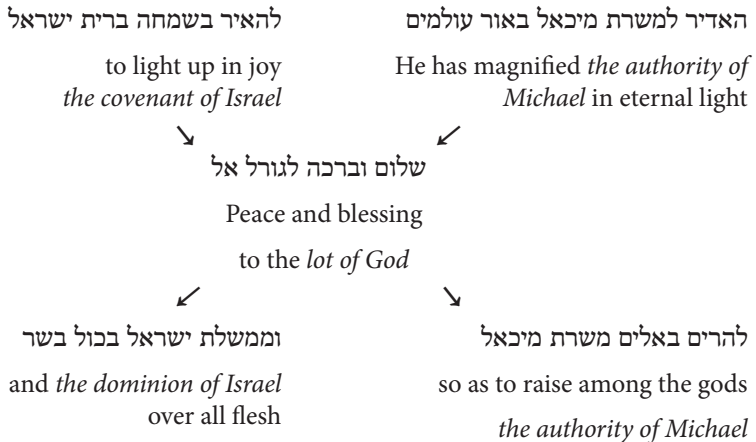 האדיר למשרת מיכאל באור עולמים
He has magnified the authority of
Michael in eternal light
להאיר בשמחה ברית ישראל
to light up in joy
the covenant of Israel
↘
↙
שלום וברכה לגורל אל
Peace and blessing
to the lot of God
↙
↘
להרים באלים משרת מיכאל
so as to raise among the gods
the authority of Michael
וממשלת ישראל בכול בשר
and the dominion of Israel
over all flesh